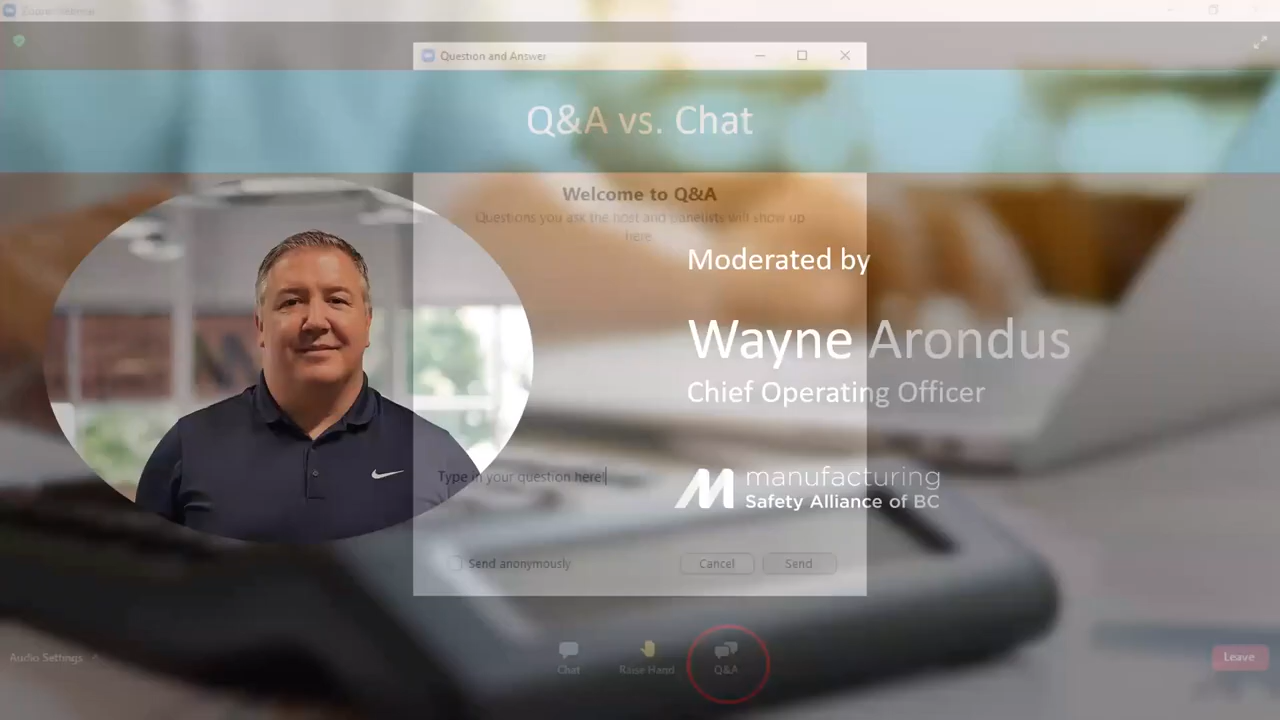 Zoom Webinar
Question and Answer
Q&A vs. Chat
Welcome to Q&A
Questions you ask the host and panelists will show up
here
Moderated by
Wayne Arondus
Chief Operating Officer
Type in your question here!
manufacturing
Safety Alliance of BC
Send anonymously
Cancel
Send
Audio Settings
Chat
Raise Hand
Q&A
Leave